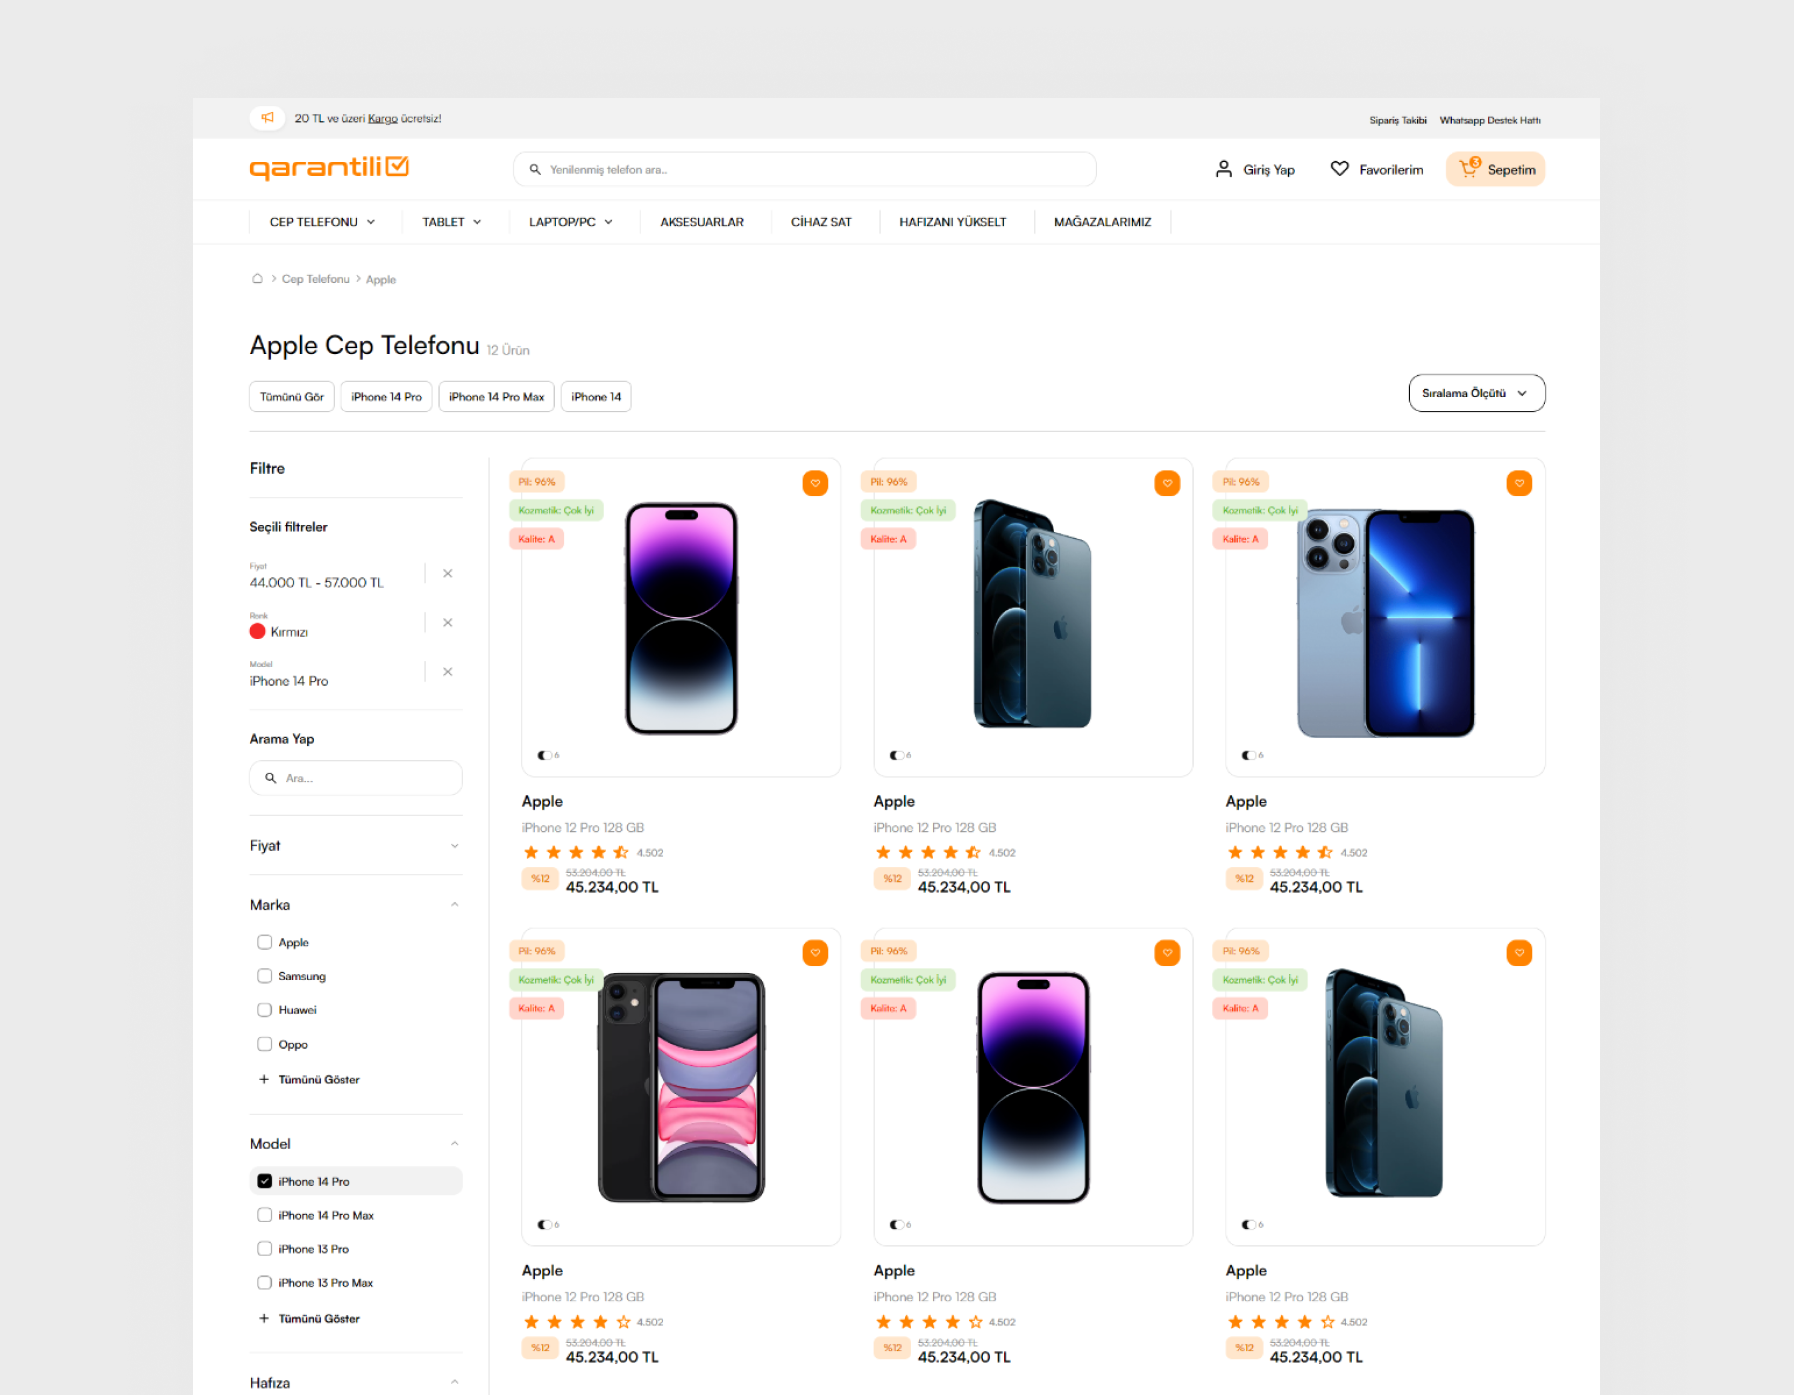 20 TL ve üzeri Kargo ücretsiz!
Sipariş Takibi Whatsapp Destek Hattı
qarantili
Yenilenmiş telefon ara..
Giriş Yap Favorilerim 3 Sepetim
CEP TELEFONU TABLET LAPTOP/PC AKSESUARLAR CİHAZ SAT HAFIZANI YÜKSELT MAĞAZALARIMIZ
> Cep Telefonu > Apple
Apple Cep Telefonu 12 Ürün
Tümünü Gör iPhone 14 Pro iPhone 14 Pro Max iPhone 14
Sıralama Ölçütü
Filtre
Seçili filtreler
Fiyat
44.000 TL - 57.000 TL
Renk
Kırmızı
Model
iPhone 14 Pro
Arama Yap
Ara...
Fiyat
Marka
Apple
Samsung
Huawei
Oppo
+ Tümünü Göster
Model
iPhone 14 Pro
iPhone 14 Pro Max
iPhone 13 Pro
iPhone 13 Pro Max
+ Tümünü Göster
Hafıza
Pil: 96%
Kozmetik: Çok İyi
Kalite: A
6
Apple
iPhone 12 Pro 128 GB
4.502
%12
53.204,00 TL
45.234,00 TL
Pil: 96%
Kozmetik: Çok İyi
Kalite: A
6
Apple
iPhone 12 Pro 128 GB
4.502
%12
53.204,00 TL
45.234,00 TL
Pil: 96%
Kozmetik: Çok İyi
Kalite: A
6
Apple
iPhone 12 Pro 128 GB
4.502
%12
53.204,00 TL
45.234,00 TL
Pil: 96%
Kozmetik: Çok İyi
Kalite: A
6
Apple
iPhone 12 Pro 128 GB
4.502
%12
53.204,00 TL
45.234,00 TL
Pil: 96%
Kozmetik: Çok İyi
Kalite: A
6
Apple
iPhone 12 Pro 128 GB
4.502
%12
53.204,00 TL
45.234,00 TL
Pil: 96%
Kozmetik: Çok İyi
Kalite: A
6
Apple
iPhone 12 Pro 128 GB
4.502
%12
53.204,00 TL
45.234,00 TL